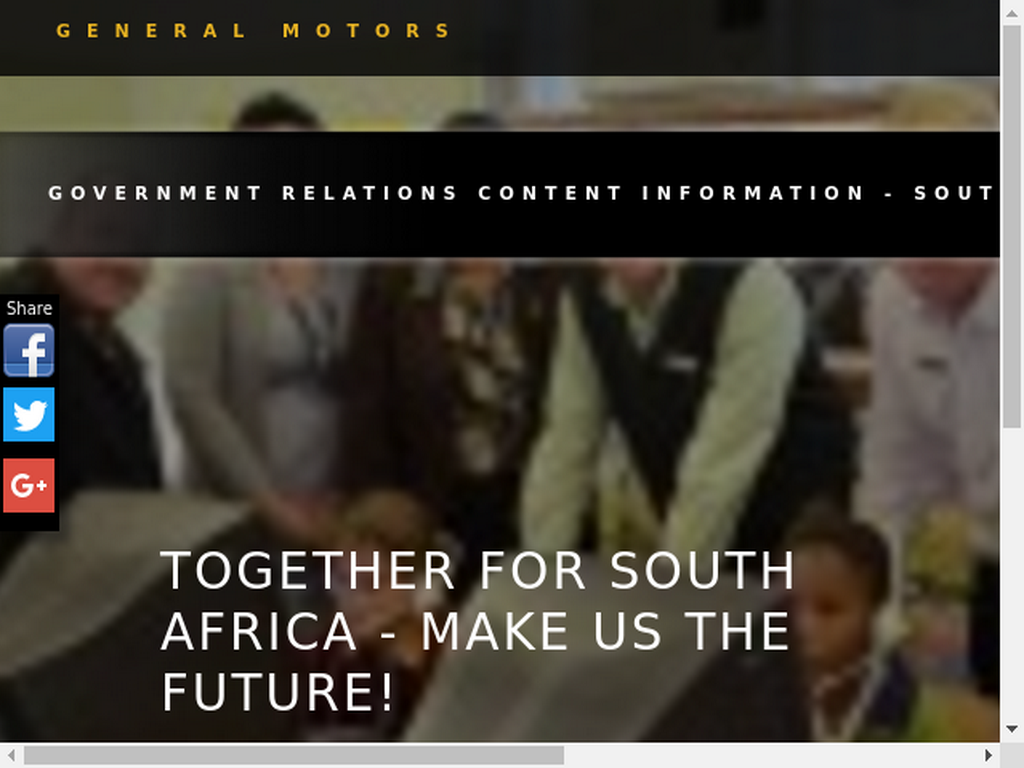 GENERAL MOTORS
GOVERNMENT RELATIONS CONTENT INFORMATION - SOUT
Share
TOGETHER FOR SOUTH
AFRICA - MAKE US THE
FUTURE!